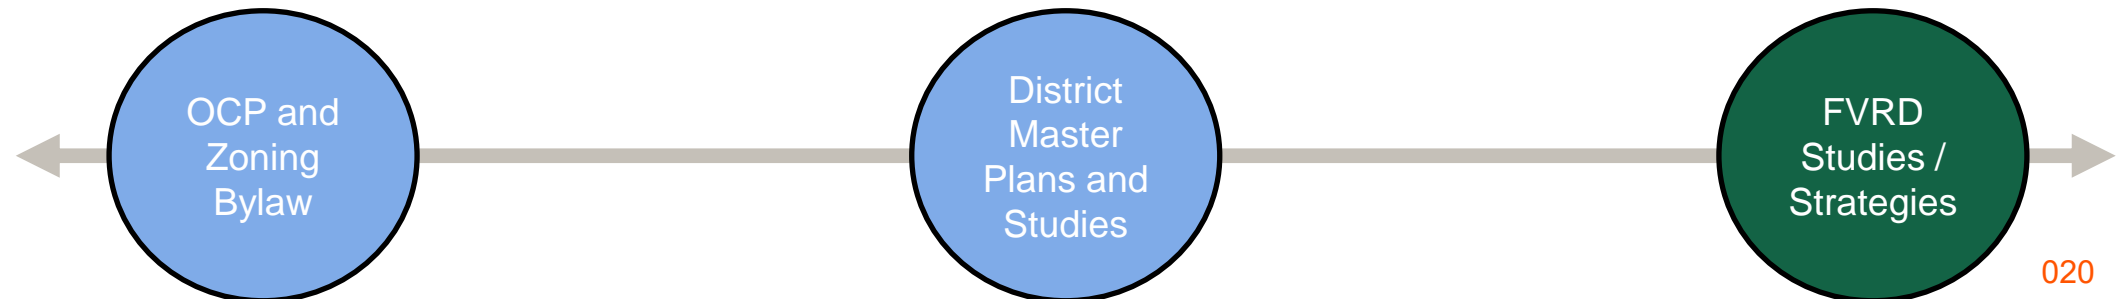 OCP and
Zoning
Bylaw
District
Master
Plans and
Studies
FVRD
Studies /
Strategies
020